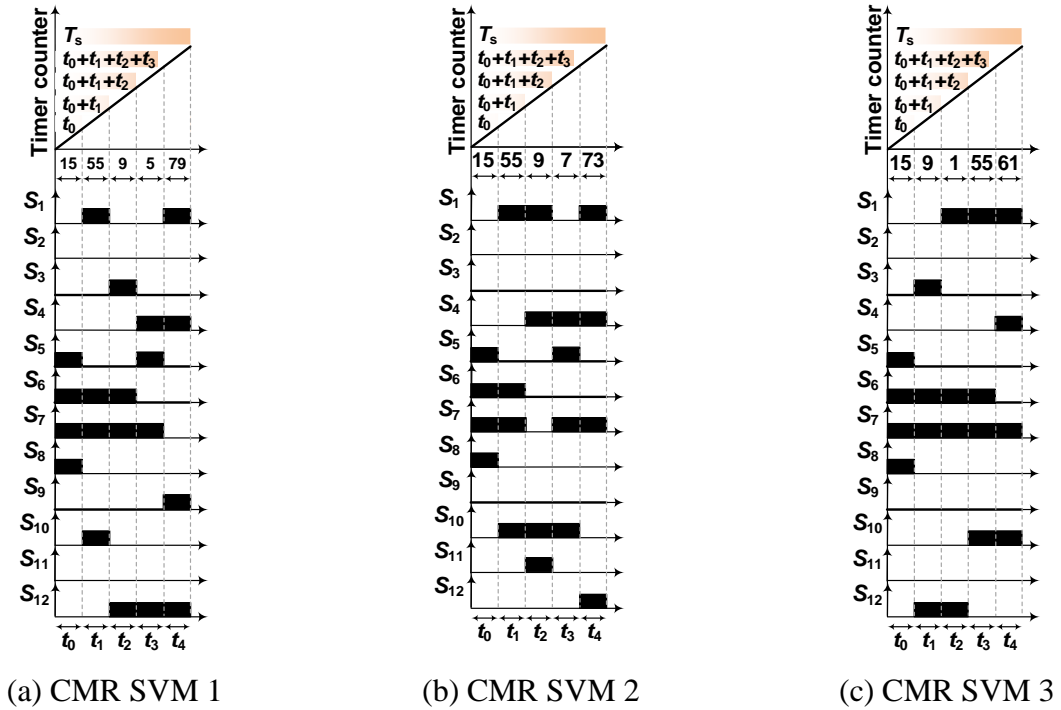 Timer counter
Ts
t0+t1+t2+t3
t0+t1+t2
t0+t1
t0
15 55 9 5 79
S1
S2
S3
S4
S5
S6
S7
S8
S9
S10
S11
S12
t0 t1 t2 t3 t4
(a) CMR SVM 1
Timer counter
Ts
t0+t1+t2+t3
t0+t1+t2
t0+t1
t0
15 55 9 7 73
S1
S2
S3
S4
S5
S6
S7
S8
S9
S10
S11
S12
t0 t1 t2 t3 t4
(b) CMR SVM 2
Timer counter
Ts
t0+t1+t2+t3
t0+t1+t2
t0+t1
t0
15 9 1 55 61
S1
S2
S3
S4
S5
S6
S7
S8
S9
S10
S11
S12
t0 t1 t2 t3 t4
(c) CMR SVM 3